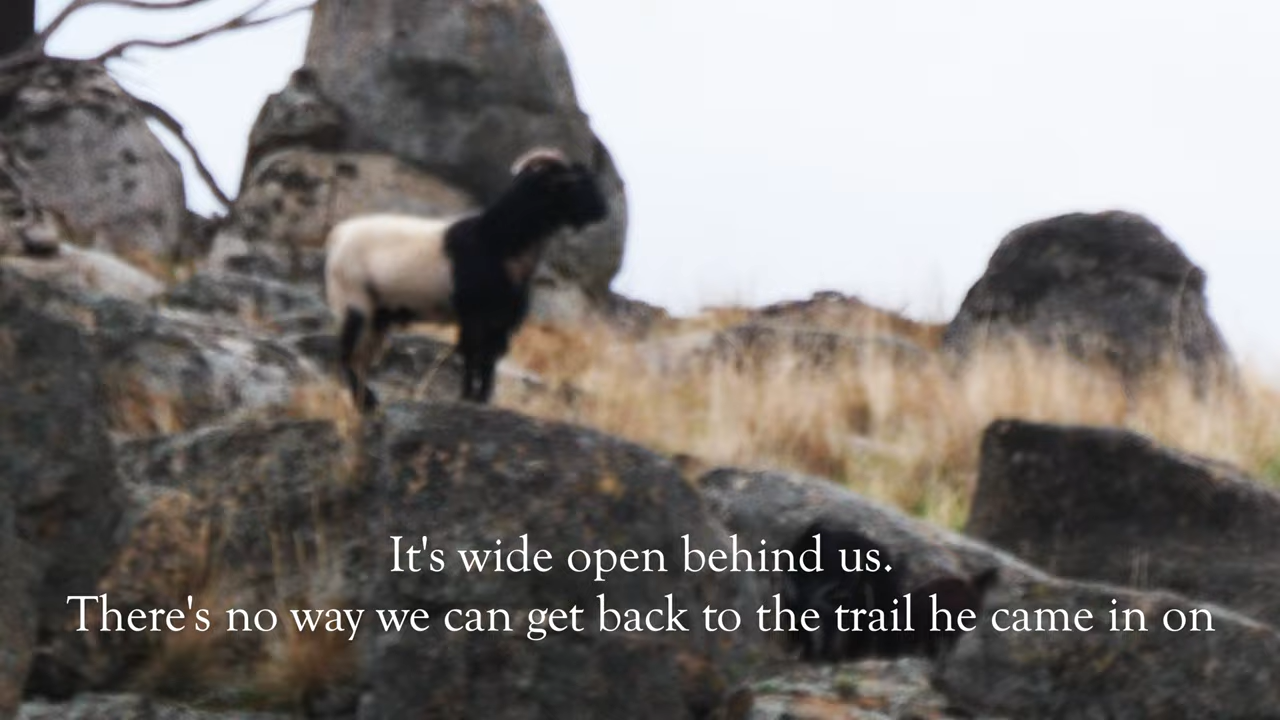 It's wide open behind us.
There's no way we can get back to the trail he came in on